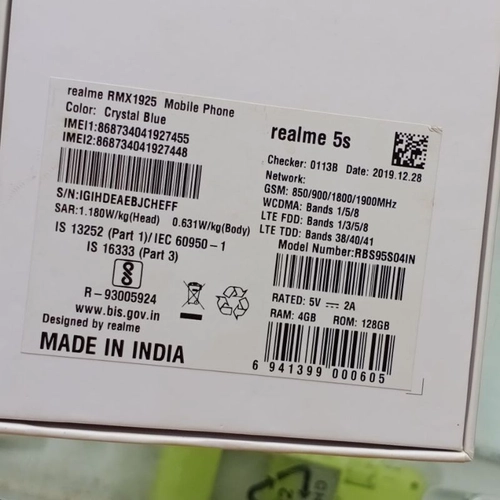 realme RMX1925 Mobile Phone
Color: Crystal Blue
IMEI1:868734041927455
IMEI2:868734041927448
S/N:IGIHDEAEBJCHEFF
SAR:1.180W/kg(Head) 0.631W/kg(Body)
IS 13252 (Part 1)/IEC 60950-1
IS 16333 (Part 3)
R-93005924
www.bis.gov.in
Designed by realme
MADE IN INDIA
realme 5s
Checker: 0113B Date: 2019.12.28
Network:
GSM: 850/900/1800/1900MHz
WCDMA: Bands 1/5/8
LTE FDD: Bands 1/3/5/8
LTE TDD: Bands 38/40/41
Model Number:RBS95S04IN
RATED: 5V ⎓ 2A
RAM: 4GB ROM: 128GB
6 941399 000605